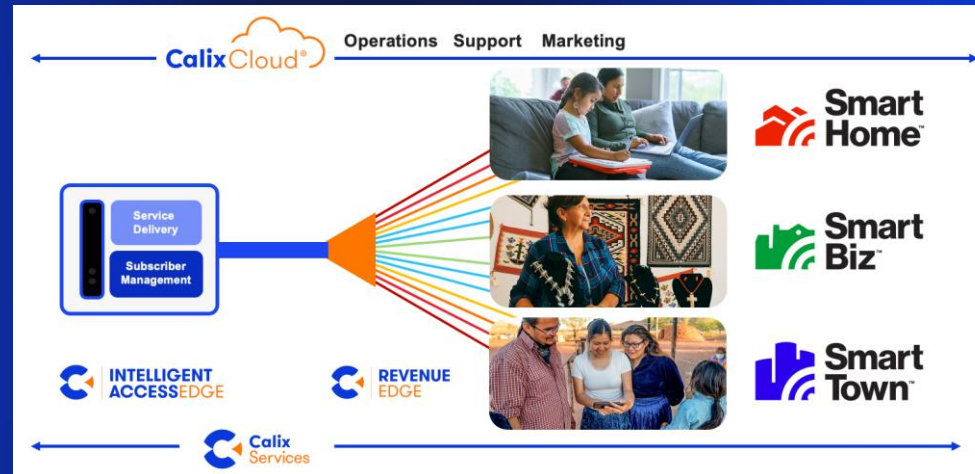 CalixCloud®
Operations Support Marketing
Smart
Home™
Service
Delivery
Subscriber
Management
Smart
Biz™
INTELLIGENT
ACCESSEDGE
REVENUE
EDGE
Smart
Town™
Calix
Services